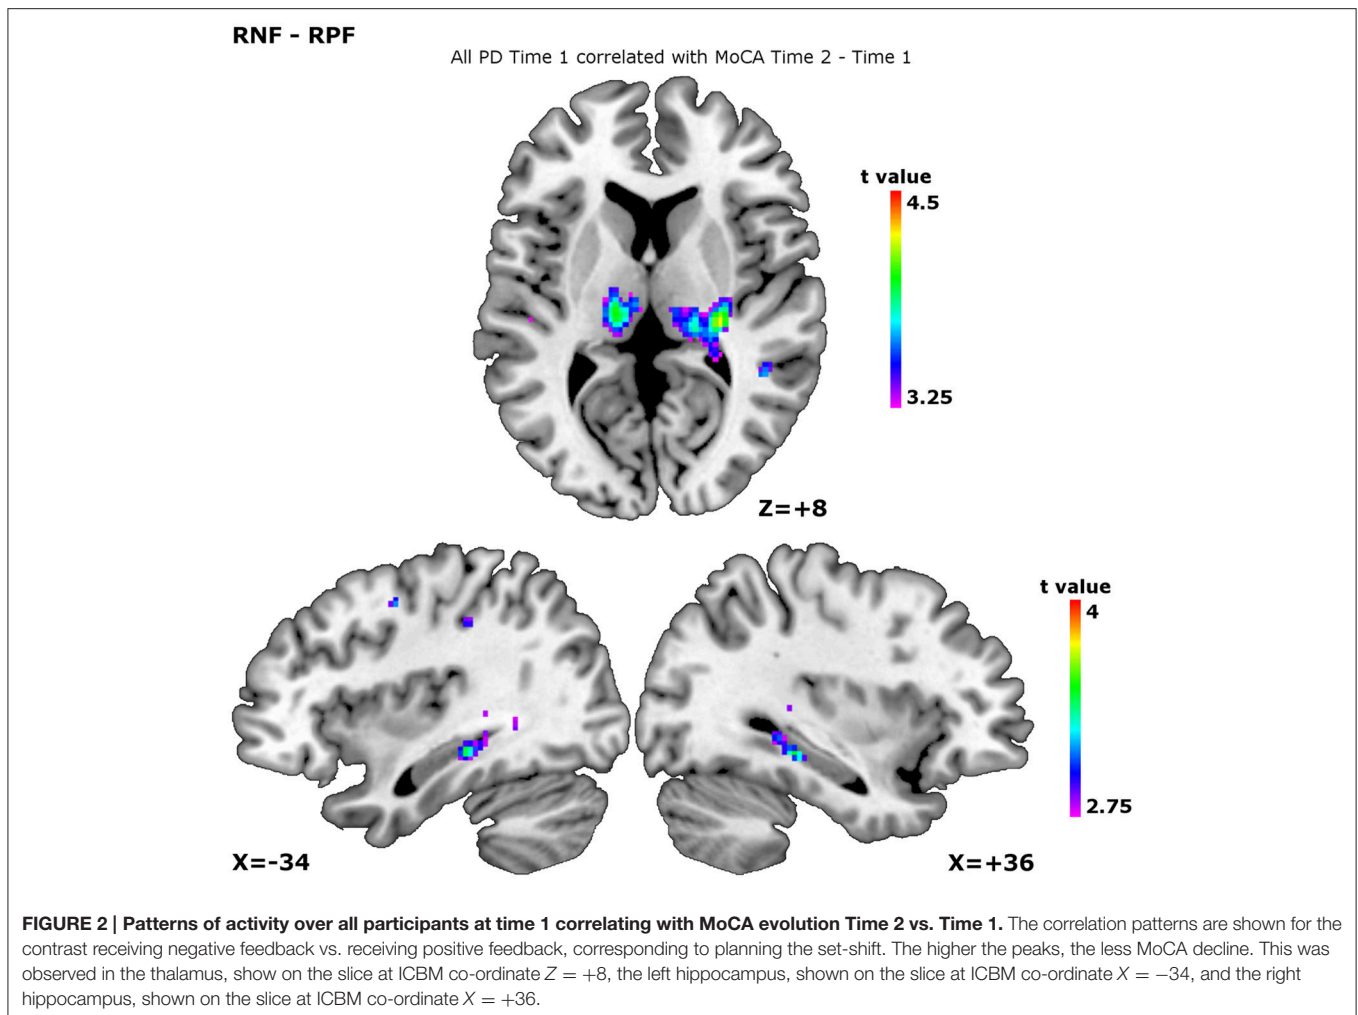 RNF - RPF
All PD Time 1 correlated with MoCA Time 2 - Time 1
t value
4.5
3.25
Z=+8
t value
4
2.75
X=-34
X=+36
FIGURE 2 | Patterns of activity over all participants at time 1 correlating with MoCA evolution Time 2 vs. Time 1. The correlation patterns are shown for the
contrast receiving negative feedback vs. receiving positive feedback, corresponding to planning the set-shift. The higher the peaks, the less MoCA decline. This was
observed in the thalamus, show on the slice at ICBM co-ordinate Z = +8, the left hippocampus, shown on the slice at ICBM co-ordinate X = −34, and the right
hippocampus, shown on the slice at ICBM co-ordinate X = +36.